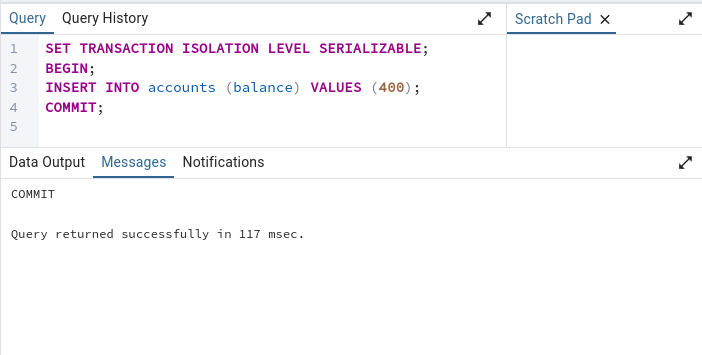 Query Query History Scratch Pad ×
1 SET TRANSACTION ISOLATION LEVEL SERIALIZABLE;
2 BEGIN;
3 INSERT INTO accounts (balance) VALUES (400);
4 COMMIT;
5
Data Output Messages Notifications
COMMIT
Query returned successfully in 117 msec.